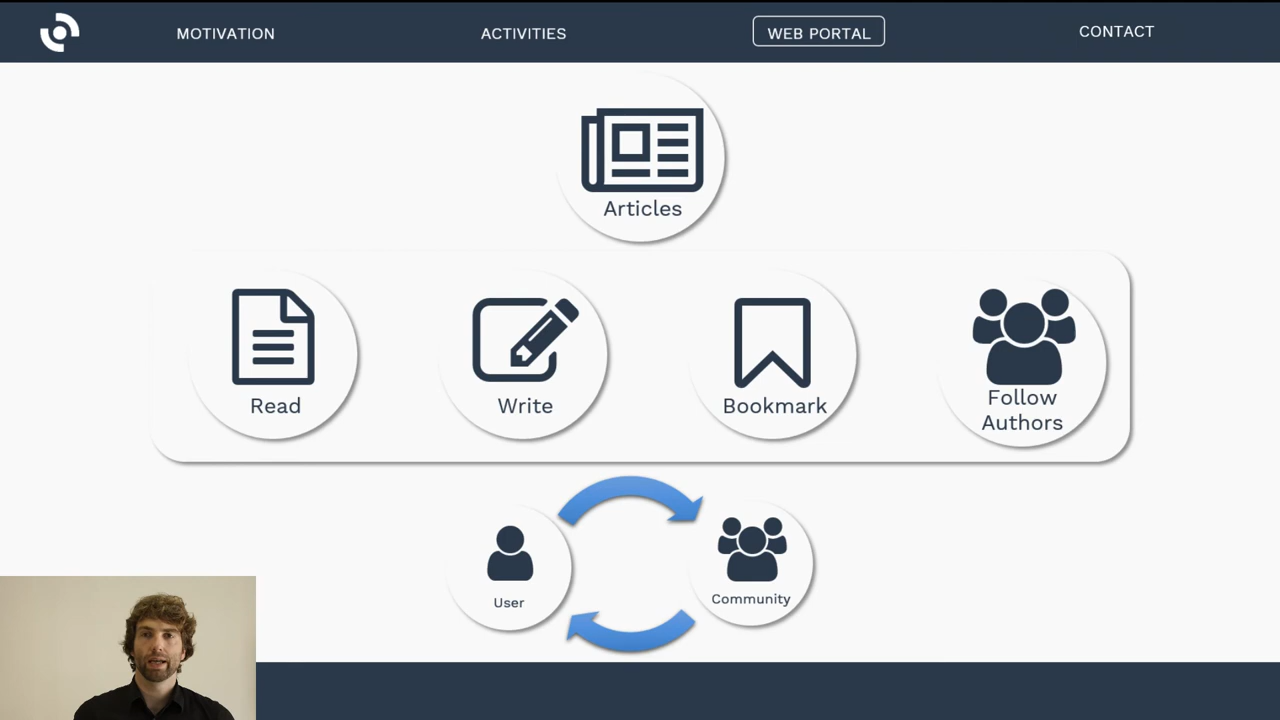 MOTIVATION
ACTIVITIES
WEB PORTAL
CONTACT
Articles
Read
Write
Bookmark
Follow
Authors
User
Community